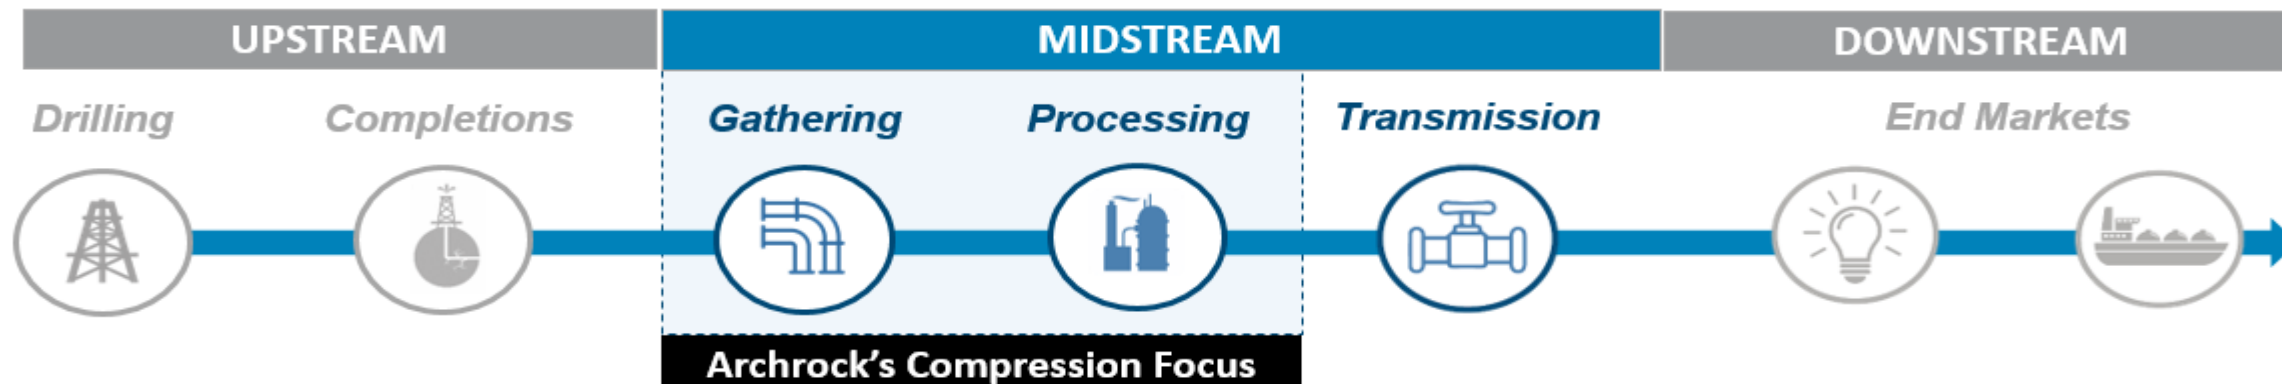 UPSTREAM
MIDSTREAM
DOWNSTREAM
Drilling
Completions
Gathering
Processing
Transmission
End Markets
Archrock’s Compression Focus